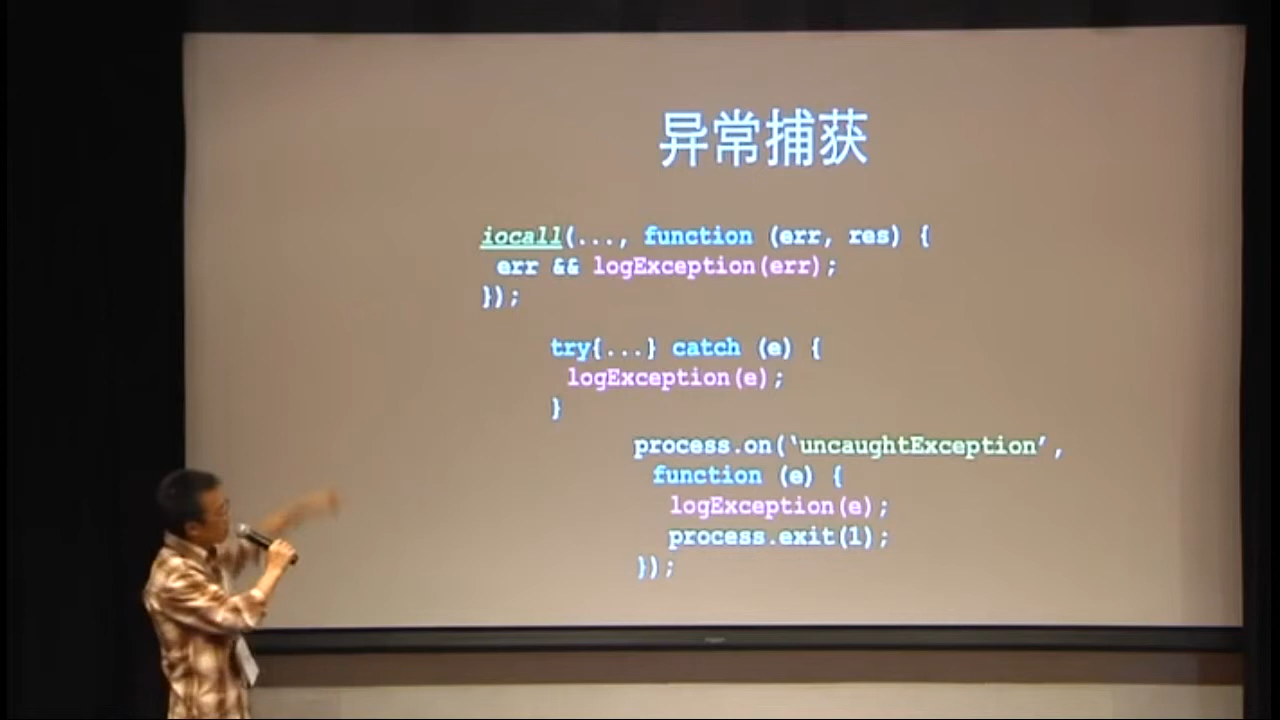 异常捕获
iocall(..., function (err, res) {
err && logException(err);
});
try{...} catch (e) {
logException(e);
}
process.on(‘uncaughtException’,
function (e) {
logException(e);
process.exit(1);
});